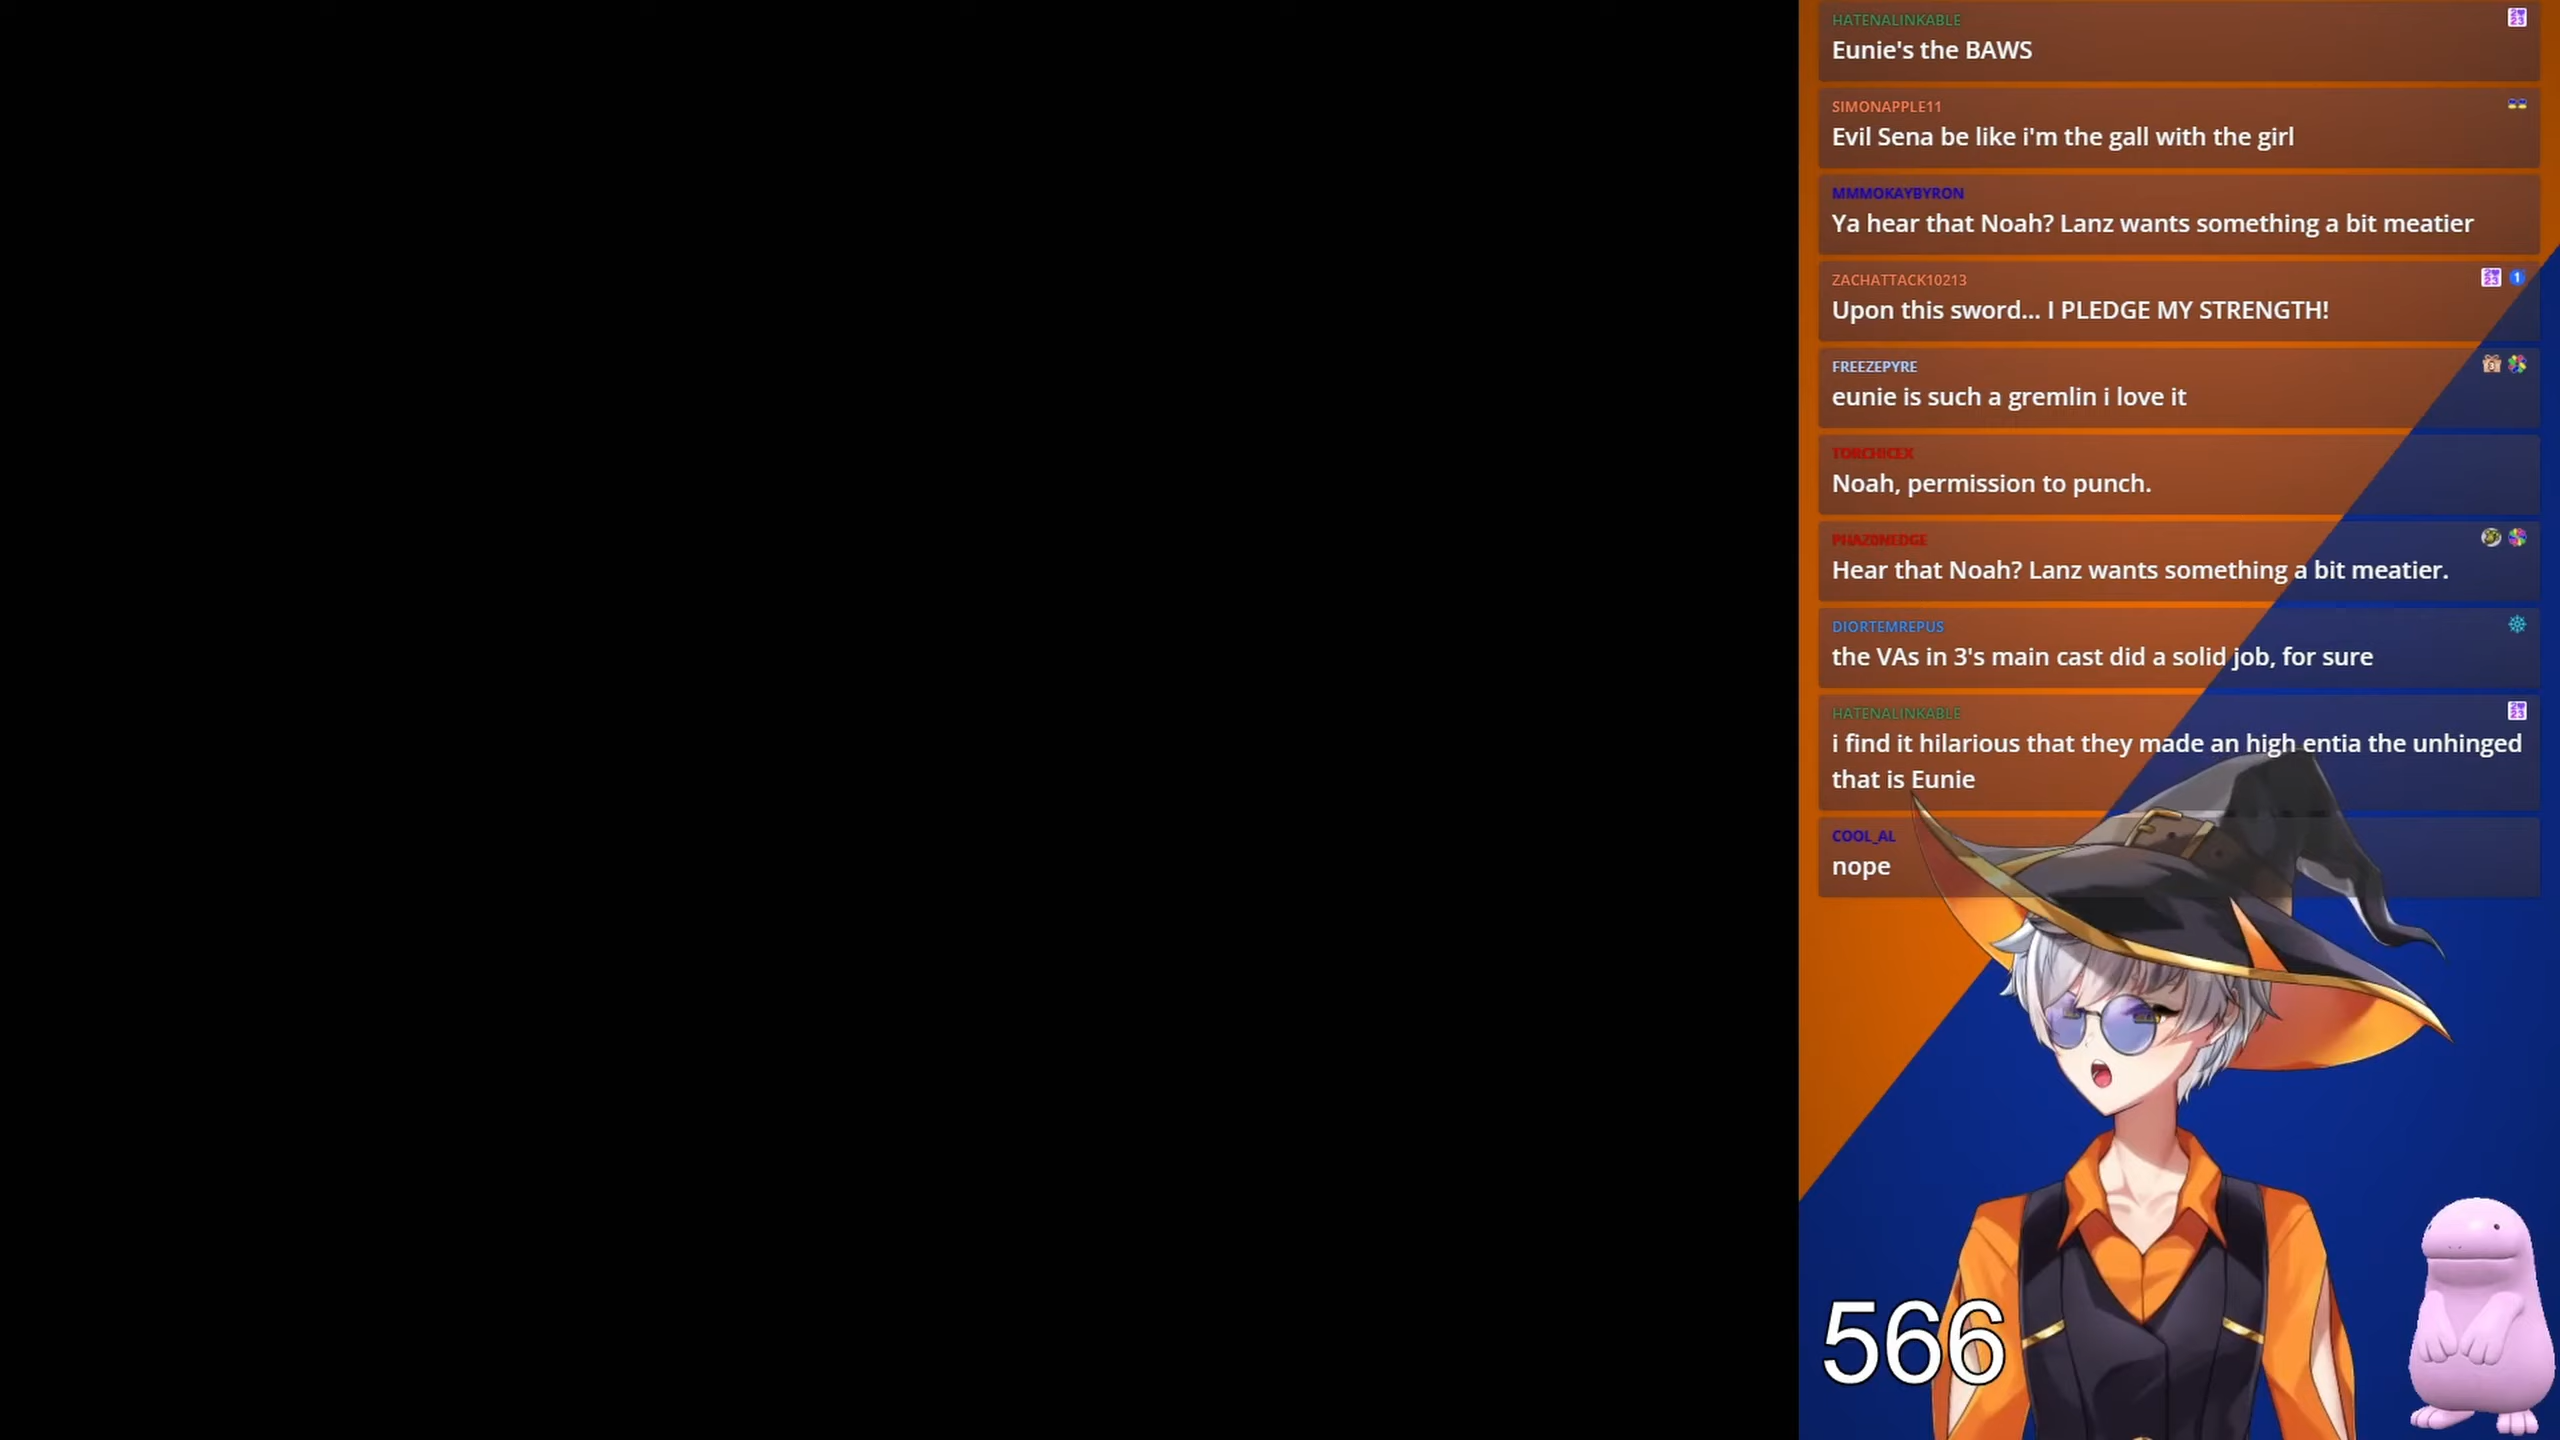 HATENALINKABLE
Eunie's the BAWS
SIMONAPPLE11
Evil Sena be like i'm the gall with the girl
MMMOKAYBYRON
Ya hear that Noah? Lanz wants something a bit meatier
ZACHATTACK10213
Upon this sword... I PLEDGE MY STRENGTH!
FREEZEPYRE
eunie is such a gremlin i love it
TORCHICEX
Noah, permission to punch.
PHAZ0NEDGE
Hear that Noah? Lanz wants something a bit meatier.
DIORTEMREPUS
the VAs in 3's main cast did a solid job, for sure
HATENALINKABLE
i find it hilarious that they made an high entia the unhinged
that is Eunie
COOL_AL
nope
566